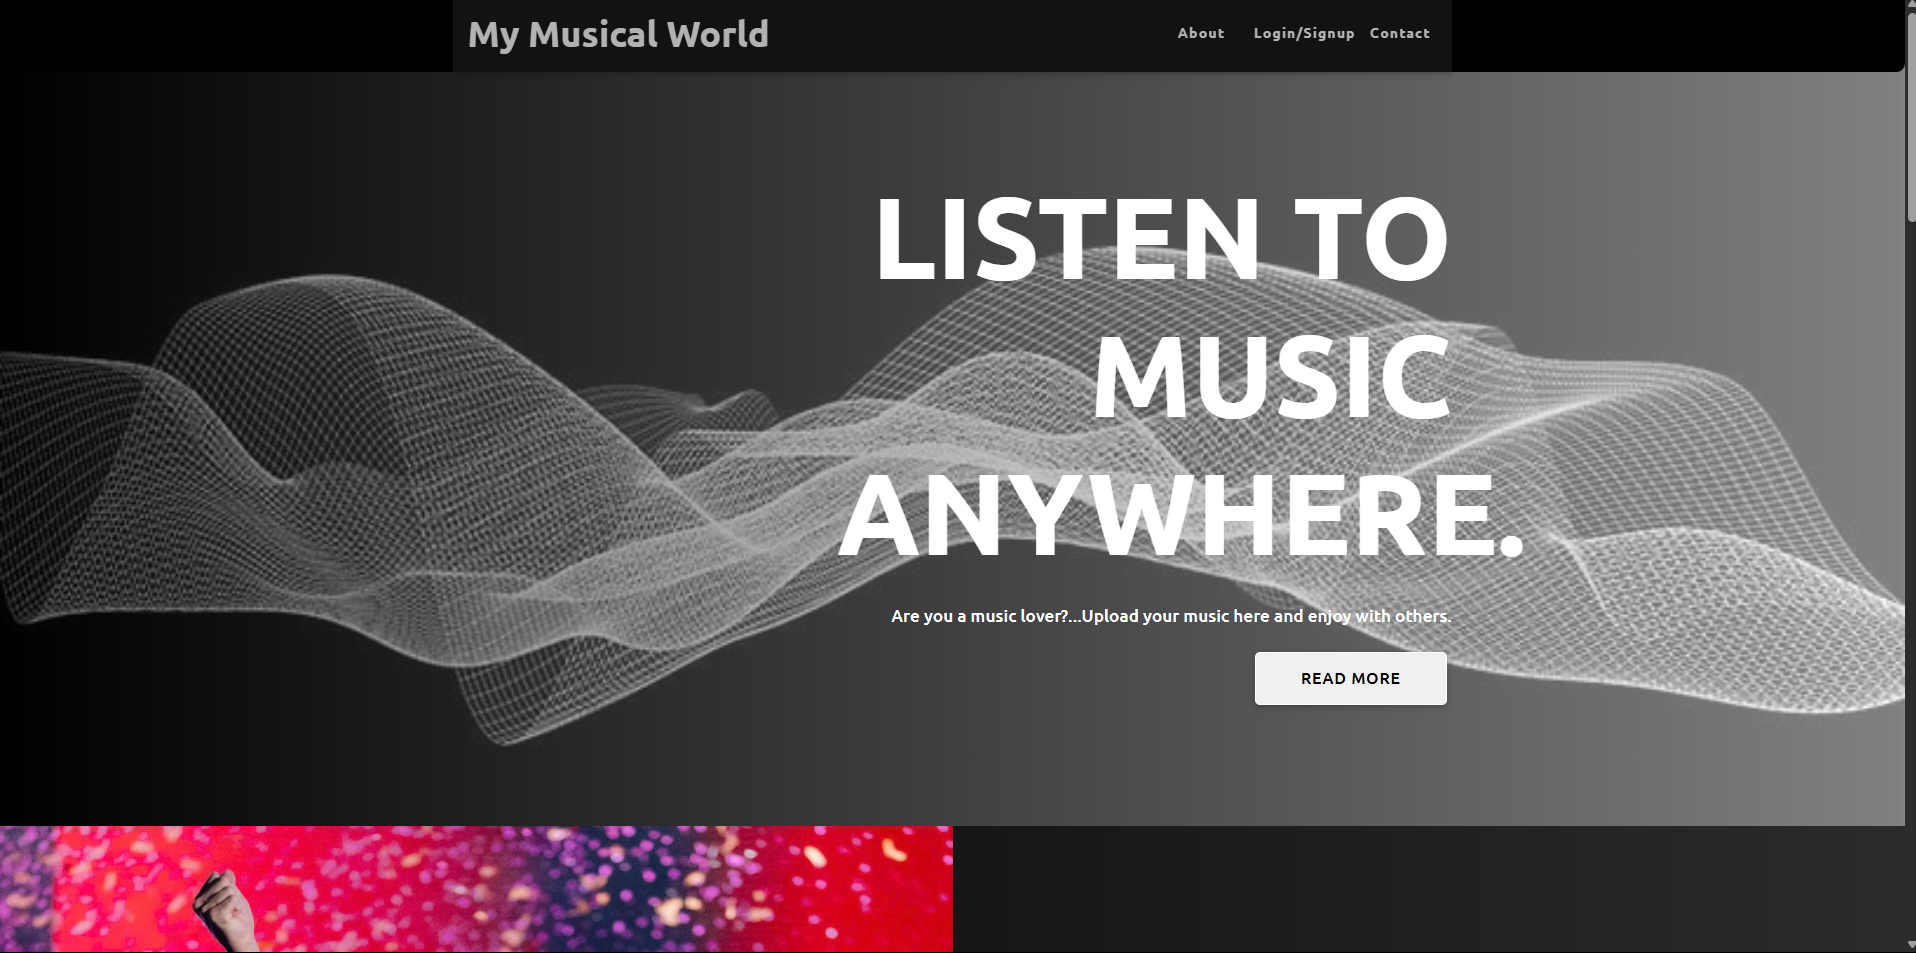 My Musical World
About Login/Signup Contact
LISTEN TO
MUSIC
ANYWHERE.
Are you a music lover?...Upload your music here and enjoy with others.
READ MORE